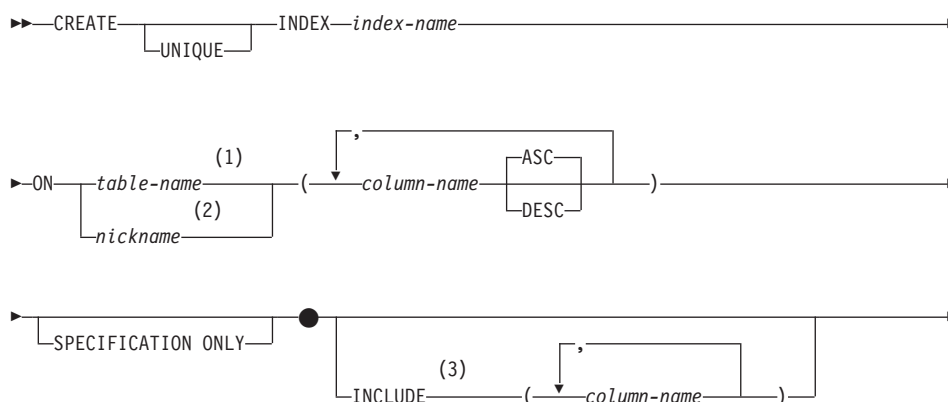 CREATE INDEX index-name
UNIQUE
,
(1) ASC
ON table-name ( column-name )
(2) DESC
nickname
SPECIFICATION ONLY
(3) ,
INCLUDE ( column-name )